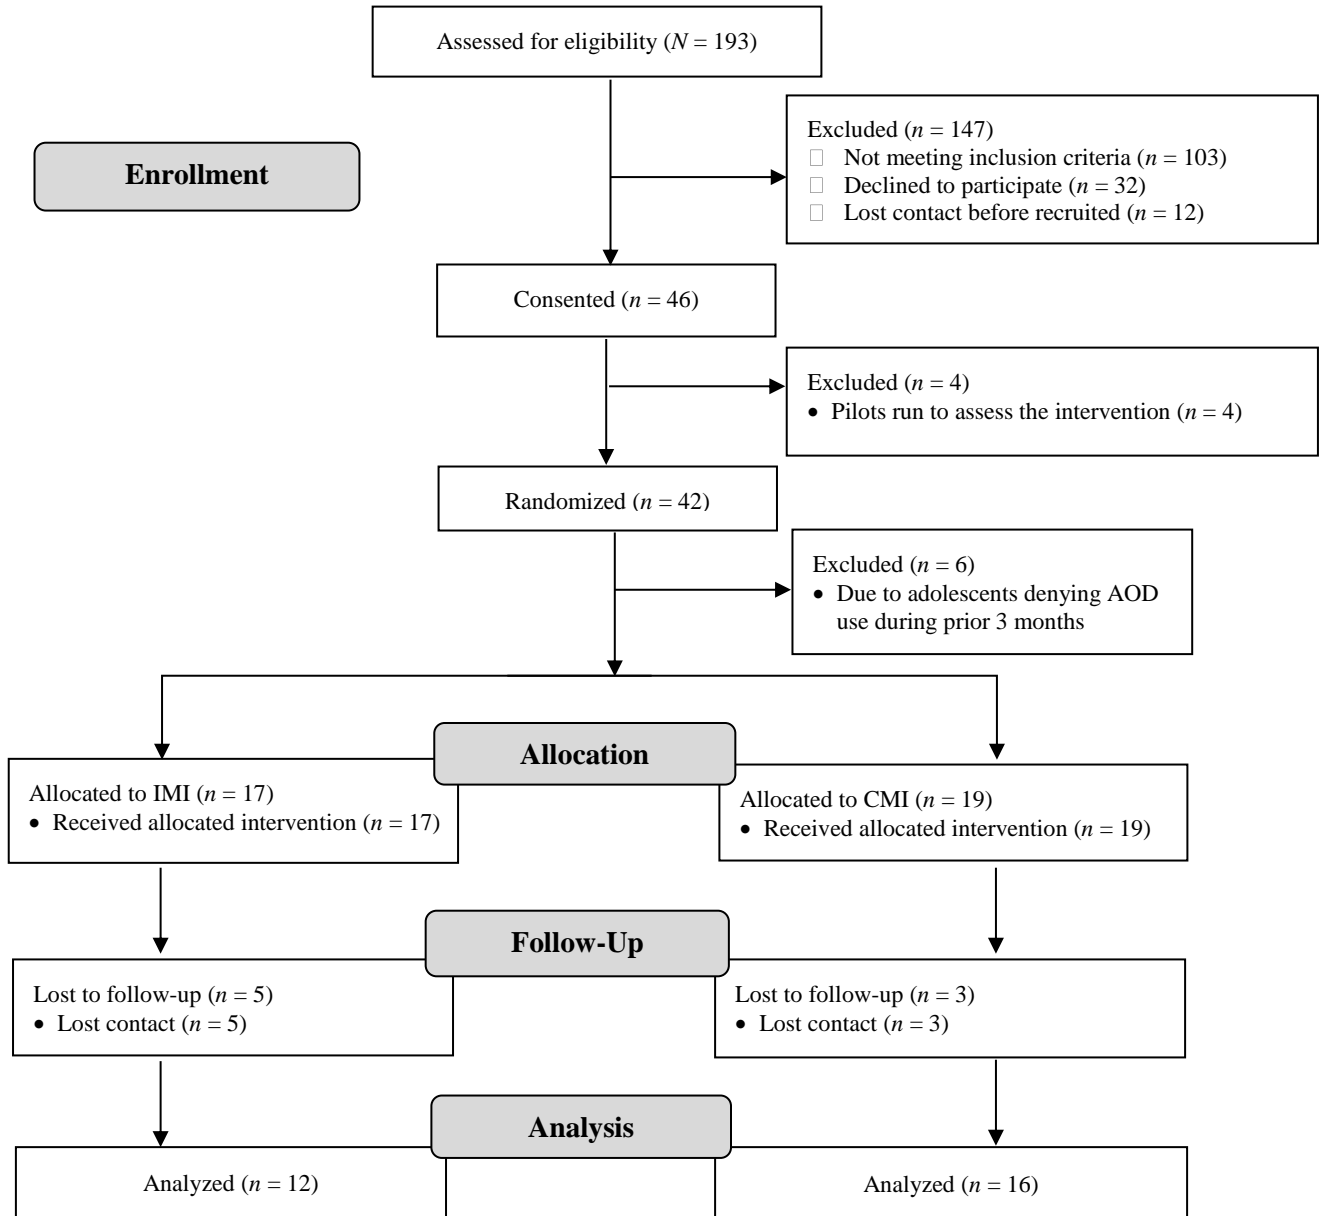 Assessed for eligibility (N = 193)
Enrollment
Excluded (n = 147)
Not meeting inclusion criteria (n = 103)
Declined to participate (n = 32)
Lost contact before recruited (n = 12)
Consented (n = 46)
Excluded (n = 4)
• Pilots run to assess the intervention (n = 4)
Randomized (n = 42)
Excluded (n = 6)
• Due to adolescents denying AOD
use during prior 3 months
Allocation
Allocated to IMI (n = 17)
• Received allocated intervention (n = 17)
Allocated to CMI (n = 19)
• Received allocated intervention (n = 19)
Follow-Up
Lost to follow-up (n = 5)
• Lost contact (n = 5)
Lost to follow-up (n = 3)
• Lost contact (n = 3)
Analysis
Analyzed (n = 12)
Analyzed (n = 16)